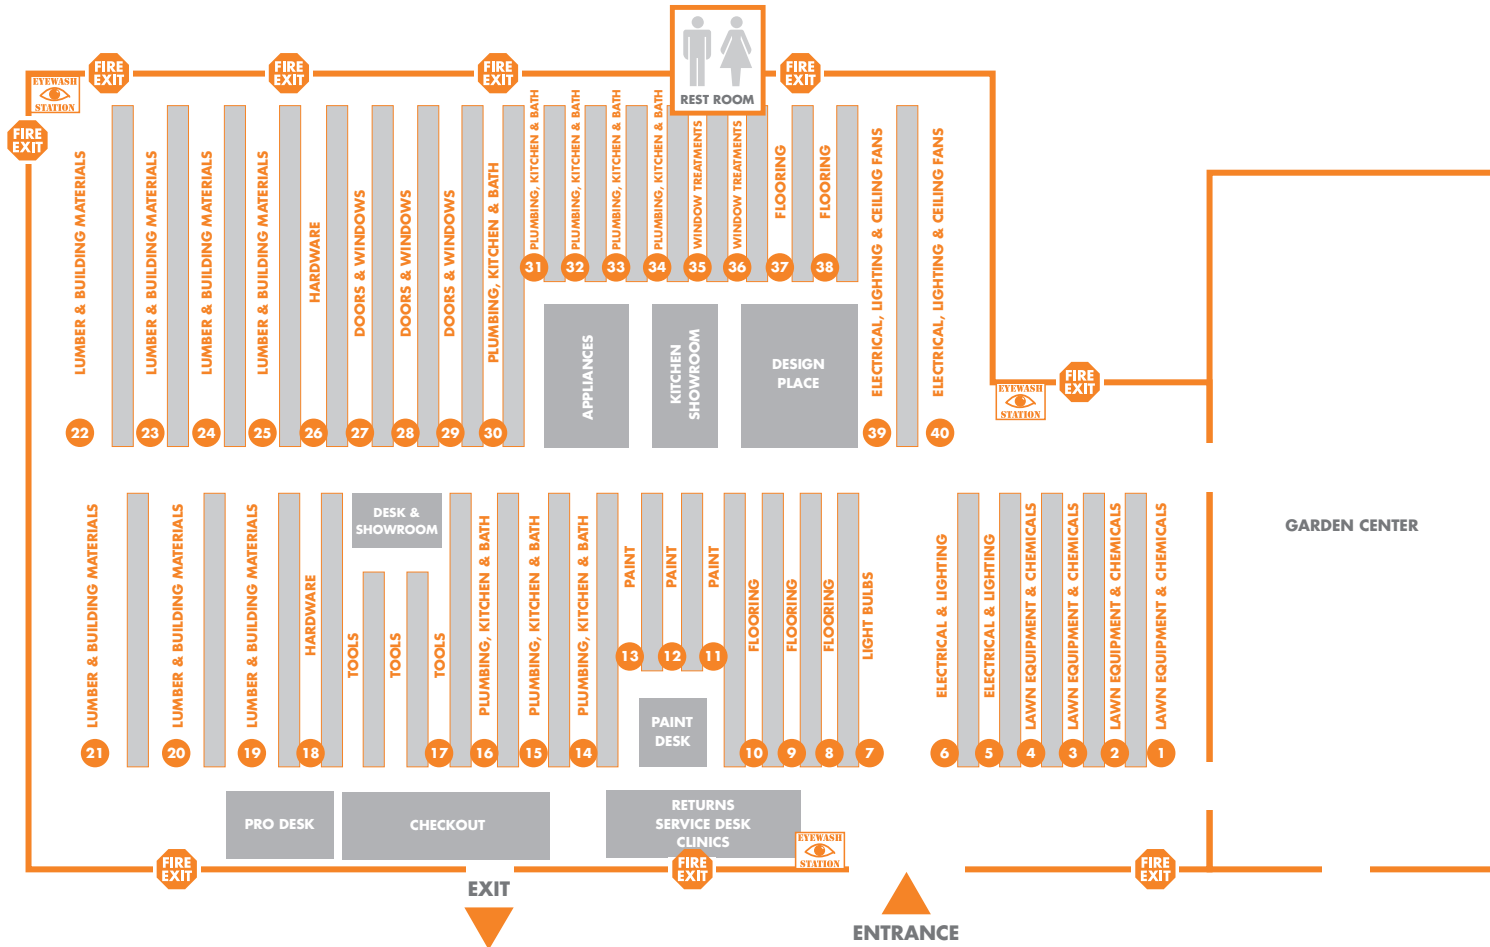 REST ROOM
FIRE
EXIT
FIRE
EXIT
FIRE
EXIT
FIRE
EXIT
EYEWASH
STATION
FIRE
EXIT
LUMBER & BUILDING MATERIALS
22
LUMBER & BUILDING MATERIALS
23
LUMBER & BUILDING MATERIALS
24
LUMBER & BUILDING MATERIALS
25
HARDWARE
26
DOORS & WINDOWS
27
DOORS & WINDOWS
28
DOORS & WINDOWS
29
PLUMBING, KITCHEN & BATH
30
PLUMBING, KITCHEN & BATH
31
PLUMBING, KITCHEN & BATH
32
PLUMBING, KITCHEN & BATH
33
PLUMBING, KITCHEN & BATH
34
WINDOW TREATMENTS
35
WINDOW TREATMENTS
36
FLOORING
37
FLOORING
38
ELECTRICAL, LIGHTING & CEILING FANS
39
ELECTRICAL, LIGHTING & CEILING FANS
40
APPLIANCES
KITCHEN
SHOWROOM
DESIGN
PLACE
EYEWASH
STATION
FIRE
EXIT
LUMBER & BUILDING MATERIALS
21
LUMBER & BUILDING MATERIALS
20
LUMBER & BUILDING MATERIALS
19
HARDWARE
18
DESK &
SHOWROOM
TOOLS
TOOLS
TOOLS
17
PLUMBING, KITCHEN & BATH
16
PLUMBING, KITCHEN & BATH
15
PLUMBING, KITCHEN & BATH
14
PAINT
13
PAINT
12
PAINT
11
PAINT
DESK
FLOORING
10
FLOORING
9
FLOORING
8
LIGHT BULBS
7
ELECTRICAL & LIGHTING
6
ELECTRICAL & LIGHTING
5
LAWN EQUIPMENT & CHEMICALS
4
LAWN EQUIPMENT & CHEMICALS
3
LAWN EQUIPMENT & CHEMICALS
2
LAWN EQUIPMENT & CHEMICALS
1
GARDEN CENTER
PRO DESK
CHECKOUT
RETURNS
SERVICE DESK
CLINICS
EYEWASH
STATION
FIRE
EXIT
FIRE
EXIT
FIRE
EXIT
EXIT
ENTRANCE